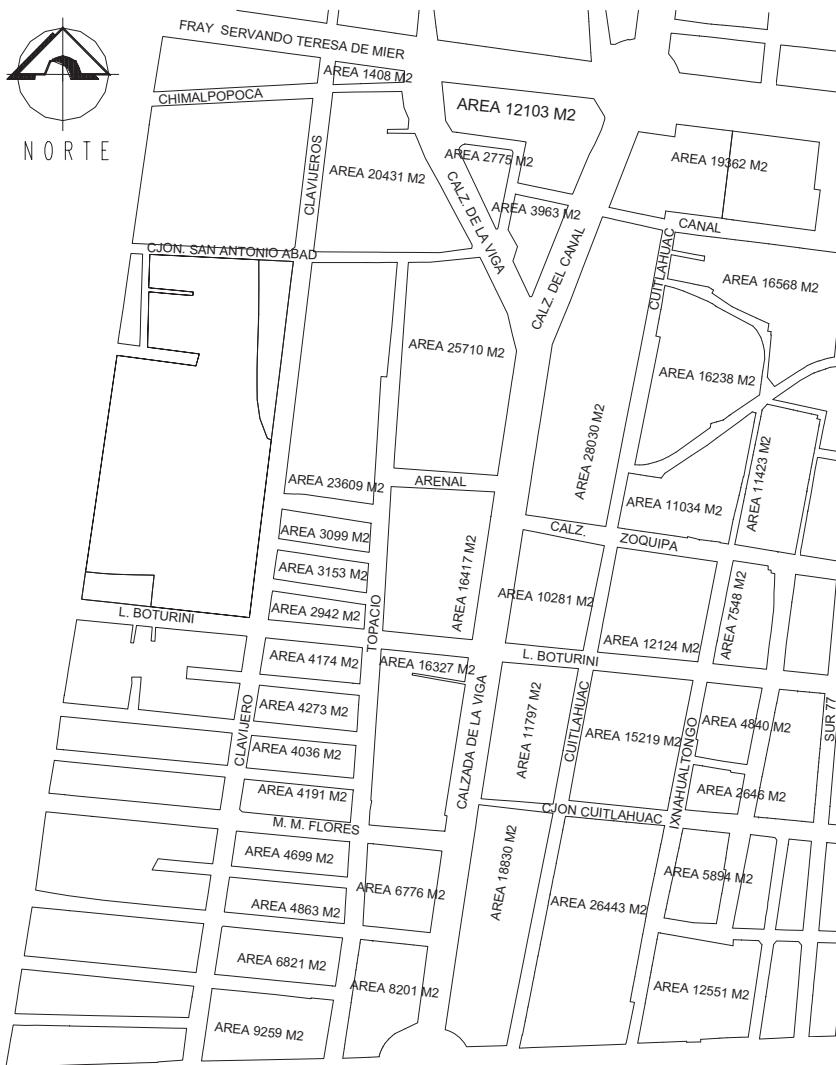 FRAY SERVANDO TERESA DE MIER
AREA 1408 M2
CHIMALPOPOCA
AREA 12103 M2
NORTE
CLAVIJEROS
AREA 20431 M2
AREA 2775 M2
AREA 19362 M2
CALZ. DE LA VIGA
AREA 3963 M2
CANAL
CJON. SAN ANTONIO ABAD
CALZ. DEL CANAL
CUITLAHUAC
AREA 16568 M2
AREA 25710 M2
AREA 16238 M2
AREA 28030 M2
AREA 11423 M2
AREA 23609 M2
ARENAL
AREA 11034 M2
AREA 3099 M2
CALZ. ZOQUIPA
AREA 16417 M2
AREA 3153 M2
AREA 10281 M2
AREA 7548 M2
AREA 2942 M2
L. BOTURINI
TOPACIO
AREA 12124 M2
AREA 4174 M2
AREA 16327 M2
L. BOTURINI
AREA 4273 M2
CLAVIJERO
CALZADA DE LA VIGA
AREA 11797 M2
CUITLAHUAC
AREA 15219 M2
IXNAHUALTONGO
AREA 4840 M2
SUR 77
AREA 4036 M2
AREA 4191 M2
AREA 2646 M2
M. M. FLORES
CJON CUITLAHUAC
AREA 4699 M2
AREA 18830 M2
AREA 5894 M2
AREA 6776 M2
AREA 4863 M2
AREA 26443 M2
AREA 6821 M2
AREA 8201 M2
AREA 12551 M2
AREA 9259 M2